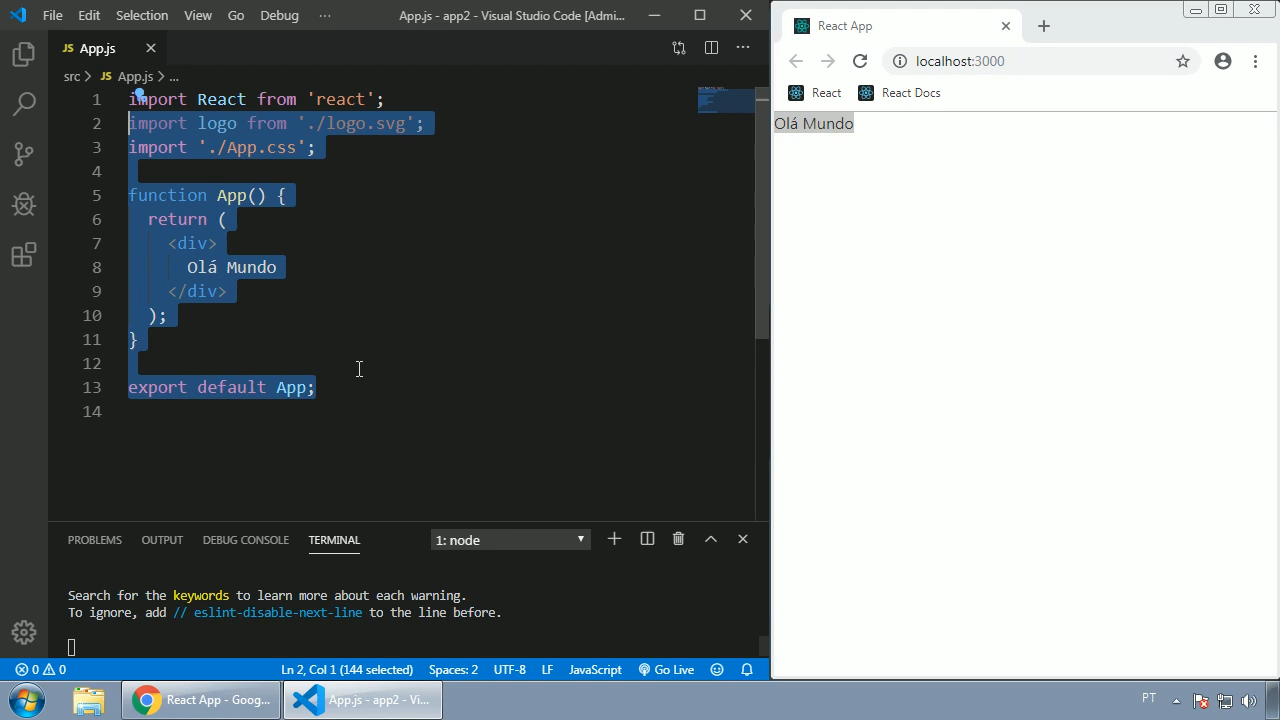 File Edit Selection View Go Debug ··· App.js - app2 - Visual Studio Code [Admi...
JS App.js
src > JS App.js > ...
1 import React from 'react';
2 import logo from './logo.svg';
3 import './App.css';
4
5 function App() {
6 return (
7 <div>
8 Olá Mundo
9 </div>
10 );
11 }
12
13 export default App;
14
PROBLEMS OUTPUT DEBUG CONSOLE TERMINAL 1: node
Search for the keywords to learn more about each warning.
To ignore, add // eslint-disable-next-line to the line before.
0 0 Ln 2, Col 1 (144 selected) Spaces: 2 UTF-8 LF JavaScript Go Live
React App
localhost:3000
React React Docs
Olá Mundo
React App - Goog... App.js - app2 - Vi... PT